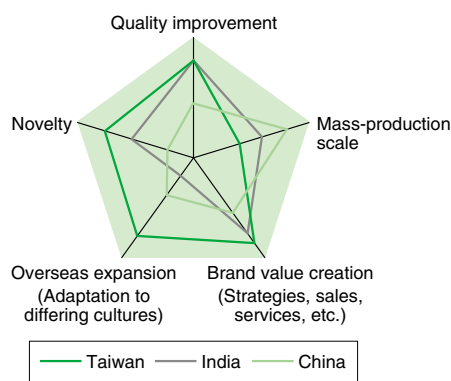 Quality improvement
Novelty
Mass-production
scale
Overseas expansion
(Adaptation to
differing cultures)
Brand value creation
(Strategies, sales,
services, etc.)
Taiwan
India
China